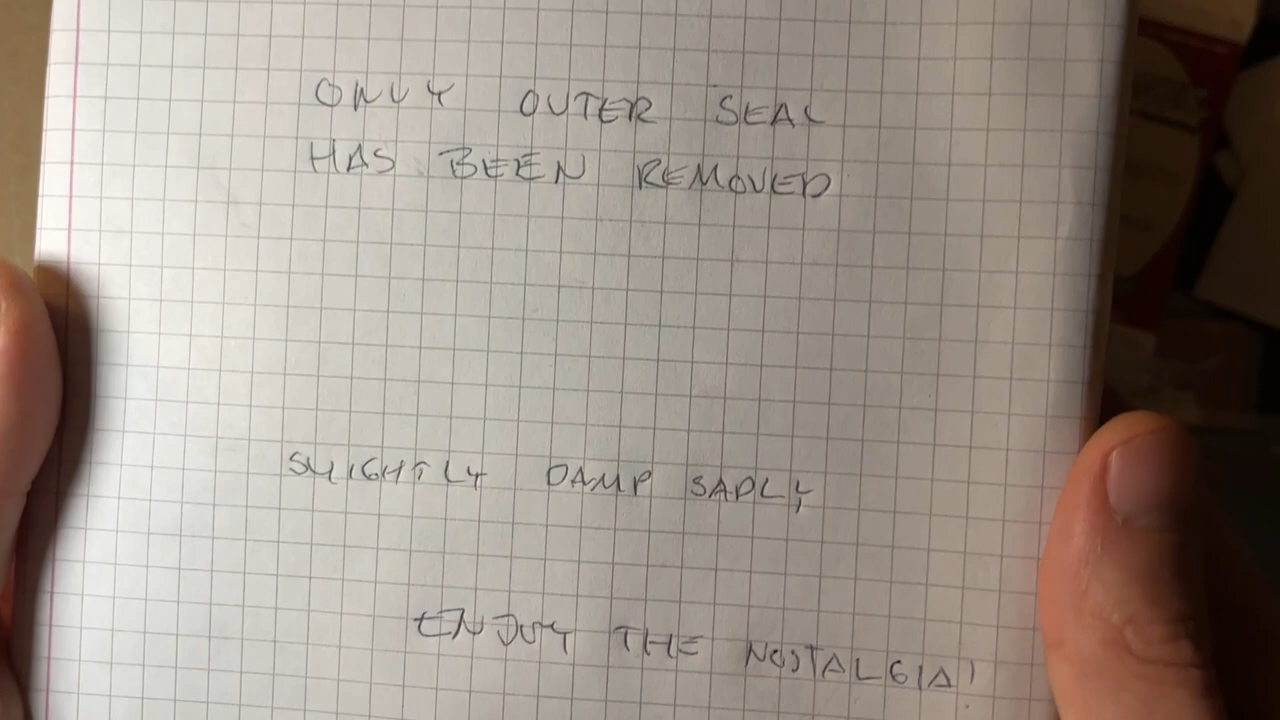 ONLY OUTER SEAL
HAS BEEN REMOVED
SLIGHTLY DAMP SADLY
ENJOY THE NOSTALGIA!